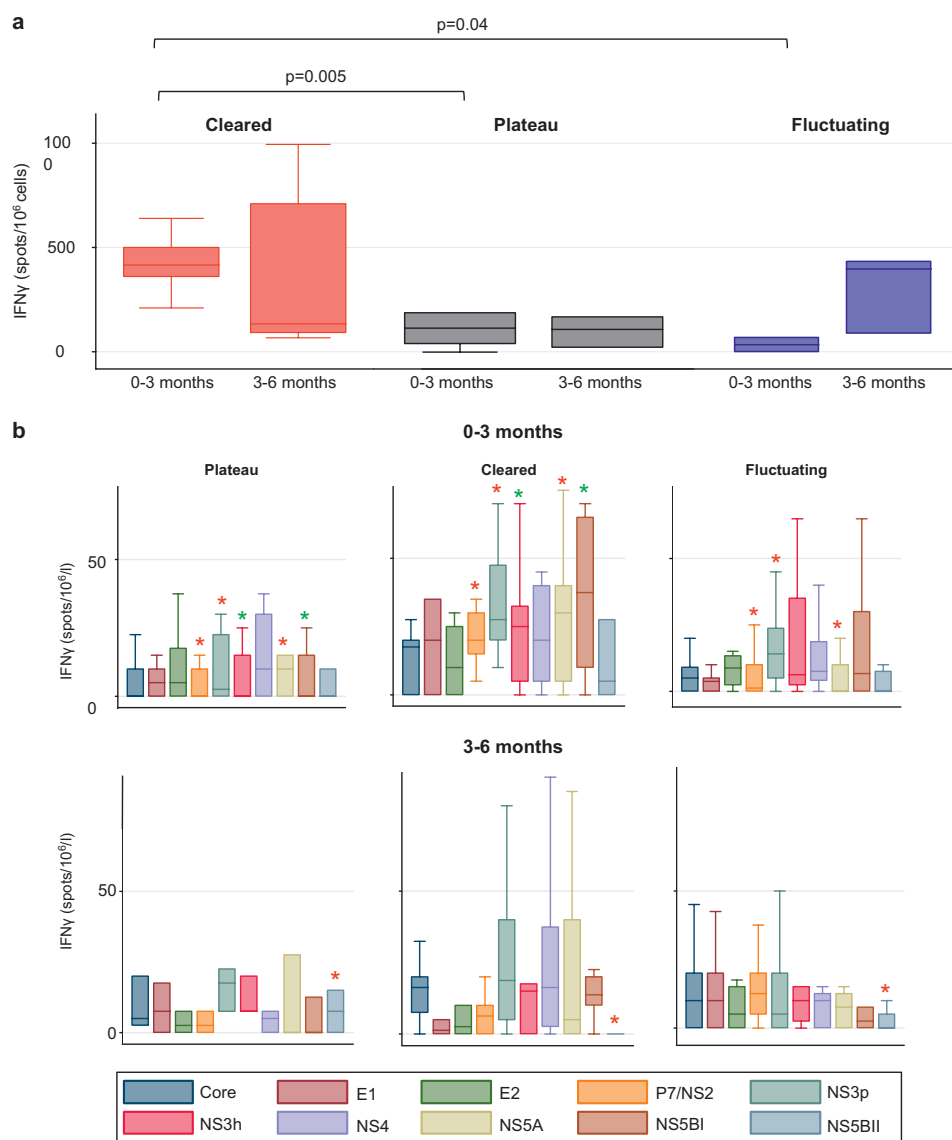 a
p=0.04
p=0.005
Cleared Plateau Fluctuating
IFNγ (spots/10⁶ cells)
100
0
500
0
0-3 months 3-6 months 0-3 months 3-6 months 0-3 months 3-6 months
b
0-3 months
Plateau Cleared Fluctuating
IFNγ (spots/10⁶/l)
50
0
* * * * *
* * * * *
* * *
3-6 months
IFNγ (spots/10⁶/l)
50
0
*
*
*
Core E1 E2 P7/NS2 NS3p
NS3h NS4 NS5A NS5BI NS5BII